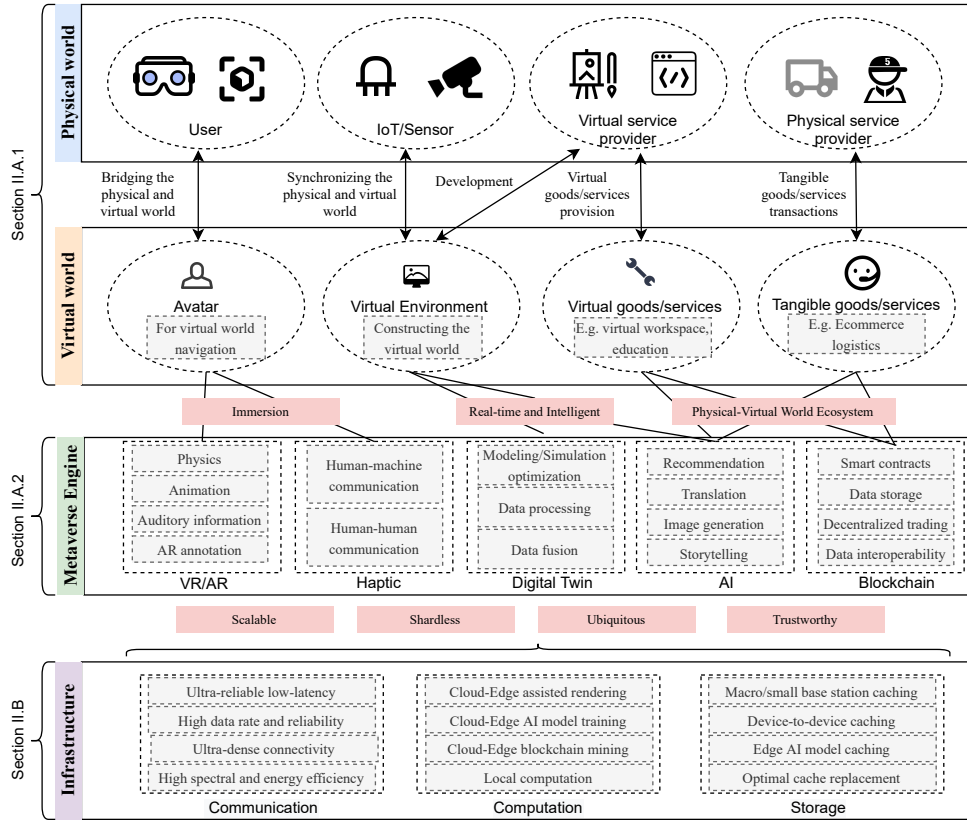 Section II.A.1
Physical world
5
User
IoT/Sensor
Virtual service
provider
Physical service
provider
Bridging the
physical and
virtual world
Synchronizing the
physical and virtual
world
Development
Virtual
goods/services
provision
Tangible
goods/services
transactions
Virtual world
Avatar
For virtual world
navigation
Virtual Environment
Constructing the
virtual world
Virtual goods/services
E.g. virtual workspace,
education
Tangible goods/services
E.g. Ecommerce
logistics
Immersion
Real-time and Intelligent
Physical-Virtual World Ecosystem
Section II.A.2
Metaverse Engine
Physics
Animation
Auditory information
AR annotation
VR/AR
Human-machine
communication
Human-human
communication
Haptic
Modeling/Simulation
optimization
Data processing
Data fusion
Digital Twin
Recommendation
Translation
Image generation
Storytelling
AI
Smart contracts
Data storage
Decentralized trading
Data interoperability
Blockchain
Scalable
Shardless
Ubiquitous
Trustworthy
Section II.B
Infrastructure
Ultra-reliable low-latency
High data rate and reliability
Ultra-dense connectivity
High spectral and energy efficiency
Communication
Cloud-Edge assisted rendering
Cloud-Edge AI model training
Cloud-Edge blockchain mining
Local computation
Computation
Macro/small base station caching
Device-to-device caching
Edge AI model caching
Optimal cache replacement
Storage